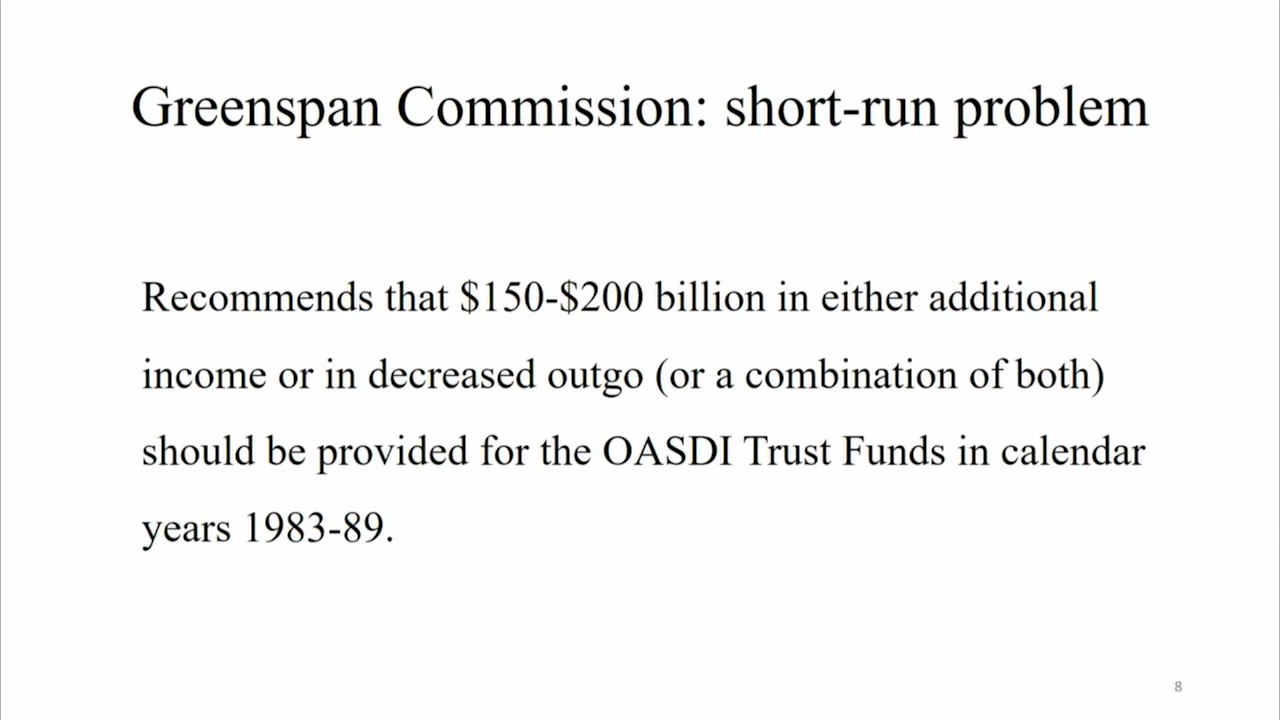 Greenspan Commission: short-run problem
Recommends that $150-$200 billion in either additional
income or in decreased outgo (or a combination of both)
should be provided for the OASDI Trust Funds in calendar
years 1983-89.
8